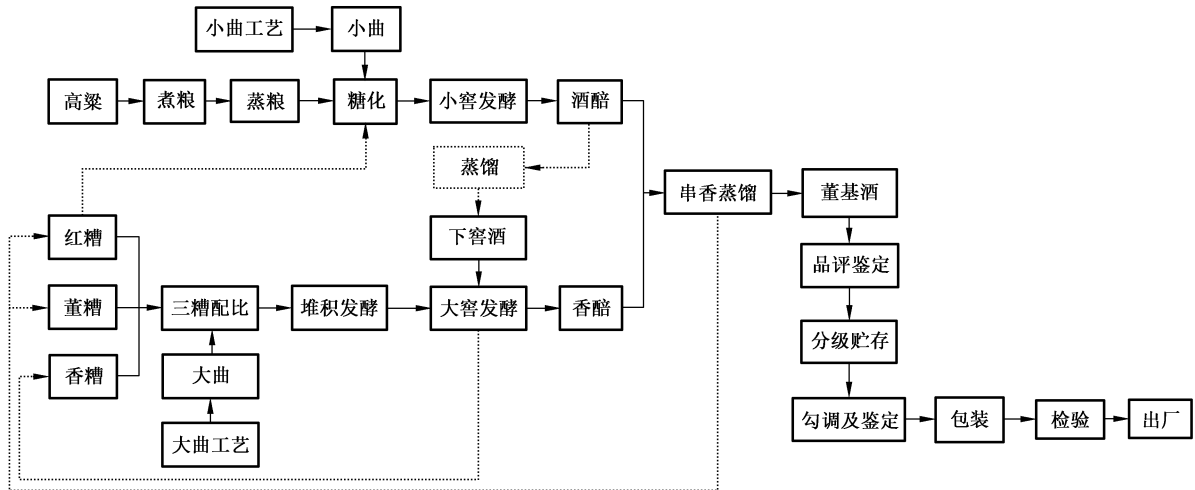 小曲工艺
小曲
高粱
煮粮
蒸粮
糖化
小窖发酵
酒醅
蒸馏
串香蒸馏
董基酒
红糟
下窖酒
品评鉴定
董糟
三糟配比
堆积发酵
大窖发酵
香醅
分级贮存
香糟
大曲
勾调及鉴定
包装
检验
出厂
大曲工艺